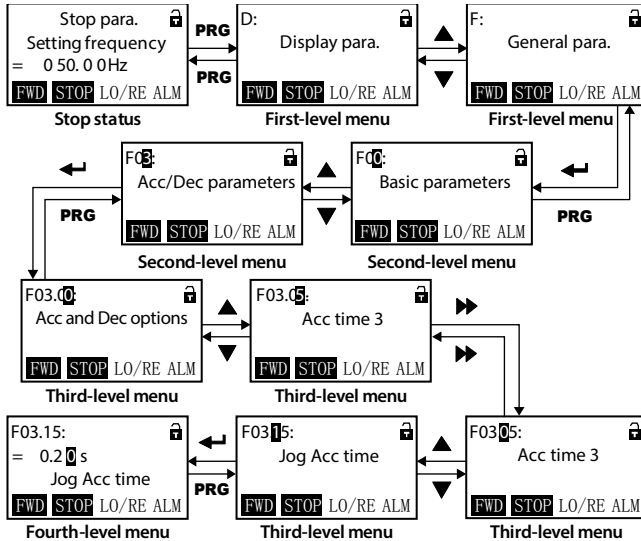 Stop para.
Setting frequency
= 0 50. 0 0Hz
FWD STOP LO/RE ALM
Stop status
PRG
PRG
D:
Display para.
FWD STOP LO/RE ALM
First-level menu
F:
General para.
FWD STOP LO/RE ALM
First-level menu
F03:
Acc/Dec parameters
FWD STOP LO/RE ALM
Second-level menu
F00:
Basic parameters
FWD STOP LO/RE ALM
Second-level menu
PRG
PRG
F03.00:
Acc and Dec options
FWD STOP LO/RE ALM
Third-level menu
F03.05:
Acc time 3
FWD STOP LO/RE ALM
Third-level menu
F03.15:
= 0.2 0 s
Jog Acc time
FWD STOP LO/RE ALM
Fourth-level menu
PRG
F03 15:
Jog Acc time
FWD STOP LO/RE ALM
Third-level menu
F03 05:
Acc time 3
FWD STOP LO/RE ALM
Third-level menu